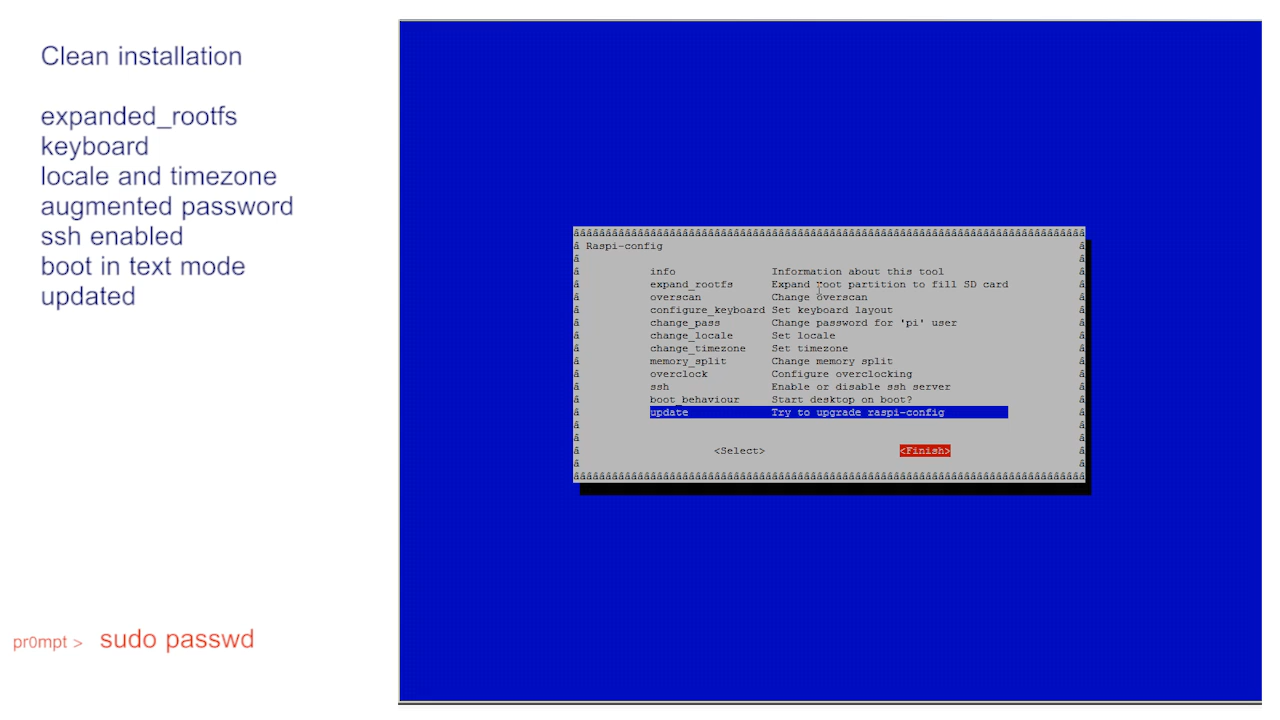 Clean installation
expanded_rootfs
keyboard
locale and timezone
augmented password
ssh enabled
boot in text mode
updated
pr0mpt > sudo passwd
Raspi-config
info Information about this tool
expand_rootfs Expand root partition to fill SD card
overscan Change overscan
configure_keyboard Set keyboard layout
change_pass Change password for 'pi' user
change_locale Set locale
change_timezone Set timezone
memory_split Change memory split
overclock Configure overclocking
ssh Enable or disable ssh server
boot_behaviour Start desktop on boot?
update Try to upgrade raspi-config
<Select> <Finish>